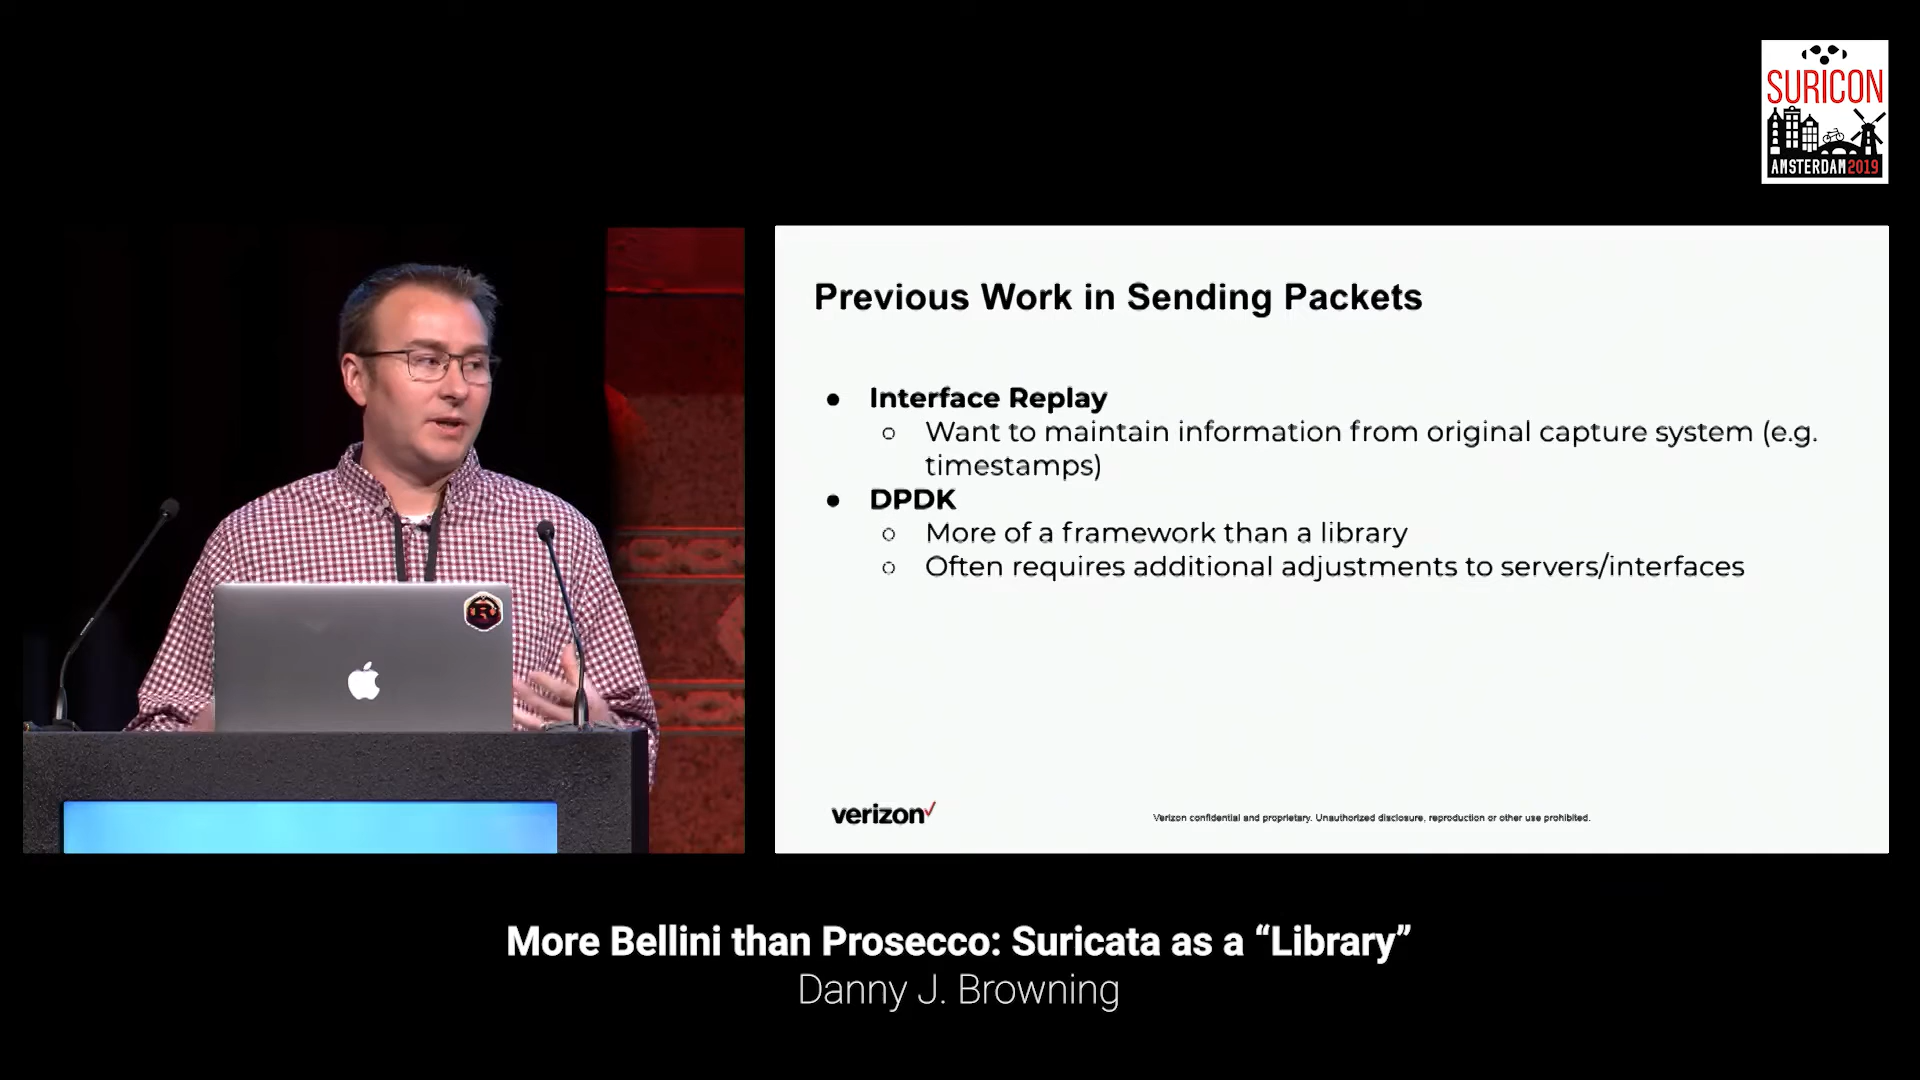 SURICON
AMSTERDAM 2019
Previous Work in Sending Packets
● Interface Replay
○ Want to maintain information from original capture system (e.g.
timestamps)
● DPDK
○ More of a framework than a library
○ Often requires additional adjustments to servers/interfaces
verizon✓
Verizon confidential and proprietary. Unauthorized disclosure, reproduction or other use prohibited.
More Bellini than Prosecco: Suricata as a “Library”
Danny J. Browning